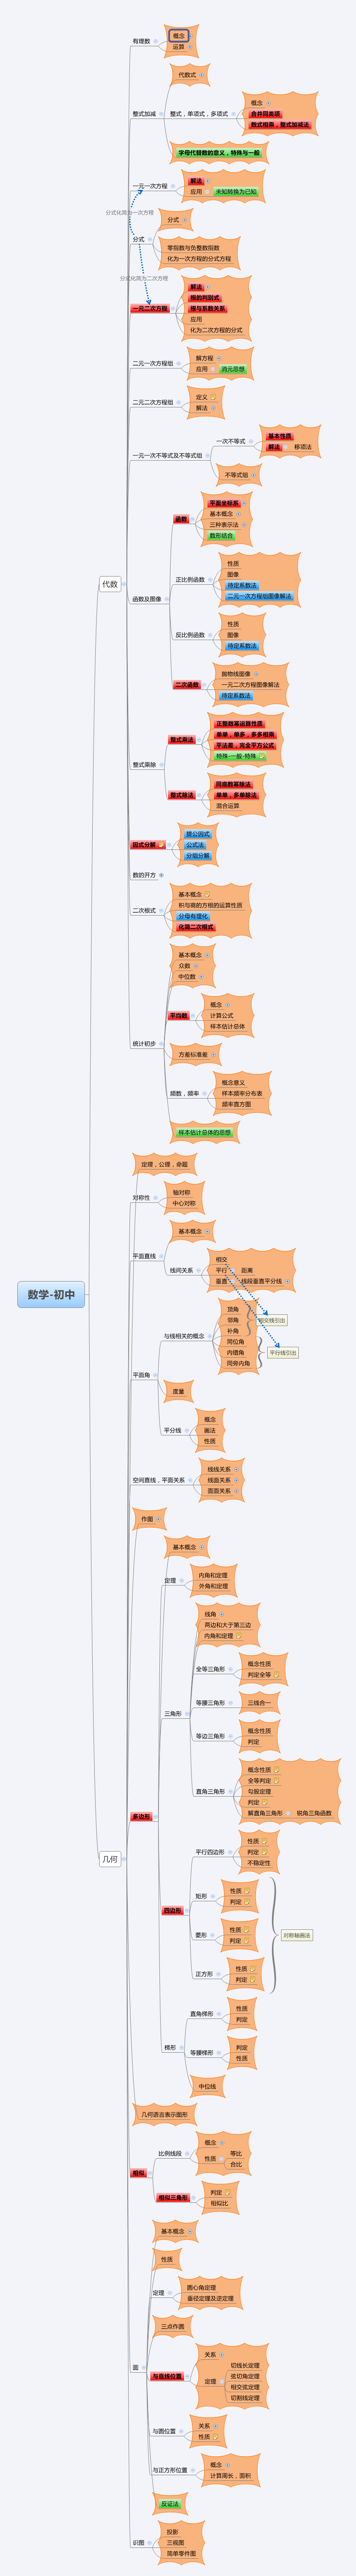 有理数
概念
运算
整式加减
代数式
整式，单项式，多项式
概念
合并同类项
数式相乘，整式加减法
字母代替数的意义，特殊与一般
一元一次方程
解法
应用
未知转换为已知
分式化简为一次方程
分式
分式
零指数与负整数指数
化为一次方程的分式方程
分式化简为二次方程
一元二次方程
解法
根的判别式
根与系数关系
应用
化为二次方程的分式
二元一次方程组
解方程
应用
消元思想
二元二次方程组
定义
解法
一元一次不等式及不等式组
一次不等式
基本性质
解法
移项法
不等式组
代数
函数及图像
函数
平面坐标系
基本概念
三种表示法
数形结合
正比例函数
性质
图像
待定系数法
二元一次方程组图像解法
反比例函数
性质
图像
待定系数法
二次函数
抛物线图像
一元二次方程图像解法
待定系数法
整式乘除
整式乘法
正整数幂运算性质
单单，单多，多多相乘
平法差，完全平方公式
特殊-一般-特殊
整式除法
同底数幂除法
单单，多单除法
混合运算
因式分解
提公因式
公式法
分组分解
数的开方
二次根式
基本概念
积与商的方根的运算性质
分母有理化
化简二次根式
统计初步
基本概念
众数
中位数
平均数
概念
计算公式
样本估计总体
方差标准差
频数，频率
概念意义
样本频率分布表
频率直方图
样本估计总体的思想
数学-初中
定理，公理，命题
对称性
轴对称
中心对称
平面直线
基本概念
线间关系
相交
平行
距离
垂直
线段垂直平分线
平面角
与线相关的概念
顶角
邻角
补角
同位角
内错角
同旁内角
相交线引出
平行线引出
度量
平分线
概念
画法
性质
空间直线，平面关系
线线关系
线面关系
面面关系
作图
几何
多边形
基本概念
定理
内角和定理
外角和定理
三角形
线角
两边和大于第三边
内角和定理
全等三角形
概念性质
判定全等
等腰三角形
三线合一
等边三角形
概念性质
判定
直角三角形
概念性质
全等判定
勾股定理
判定
解直角三角形
锐角三角函数
四边形
平行四边形
性质
判定
不稳定性
矩形
性质
判定
菱形
性质
判定
正方形
性质
判定
对称轴画法
梯形
直角梯形
性质
判定
等腰梯形
判定
性质
中位线
几何语言表示图形
相似
比例线段
概念
性质
等比
合比
相似三角形
判定
相似比
圆
基本概念
性质
定理
圆心角定理
垂径定理及逆定理
三点作圆
与直线位置
关系
定理
切线长定理
弦切角定理
相交弦定理
切割线定理
与圆位置
关系
性质
与正方形位置
概念
计算周长，面积
反证法
识图
投影
三视图
简单零件图